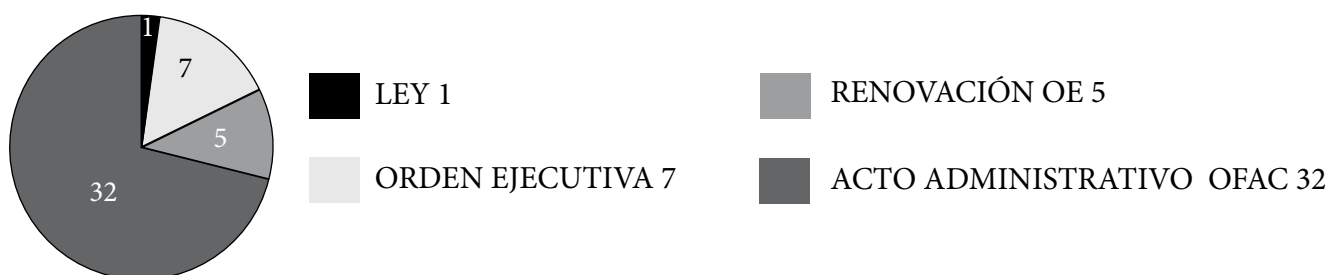 1
7
5
32
LEY 1
ORDEN EJECUTIVA 7
RENOVACIÓN OE 5
ACTO ADMINISTRATIVO OFAC 32